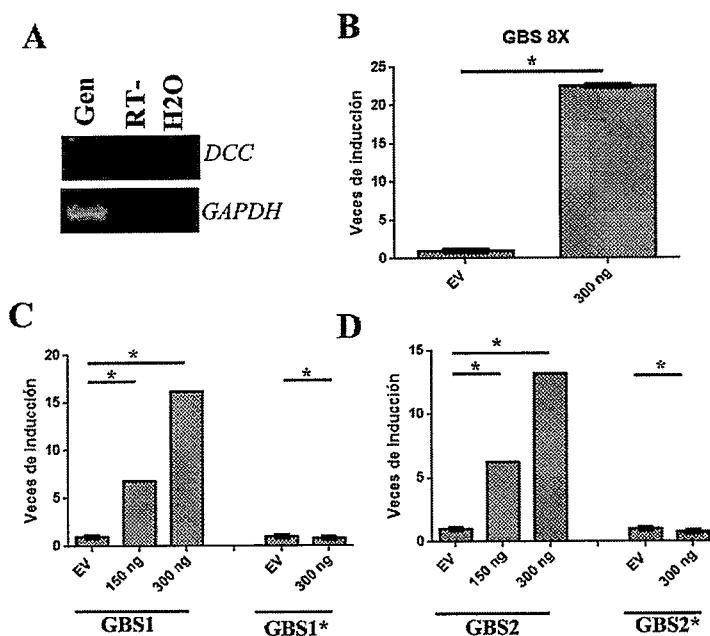 A
Gen
RT-
H2O
DCC
GAPDH
B
GBS 8X
*
Veces de inducción
25
20
15
10
5
0
EV
300 ng
C
*
*
*
Veces de inducción
20
15
10
5
0
EV
150 ng
300 ng
EV
300 ng
GBS1
GBS1*
D
*
*
*
Veces de inducción
15
10
5
0
EV
150 ng
300 ng
EV
300 ng
GBS2
GBS2*